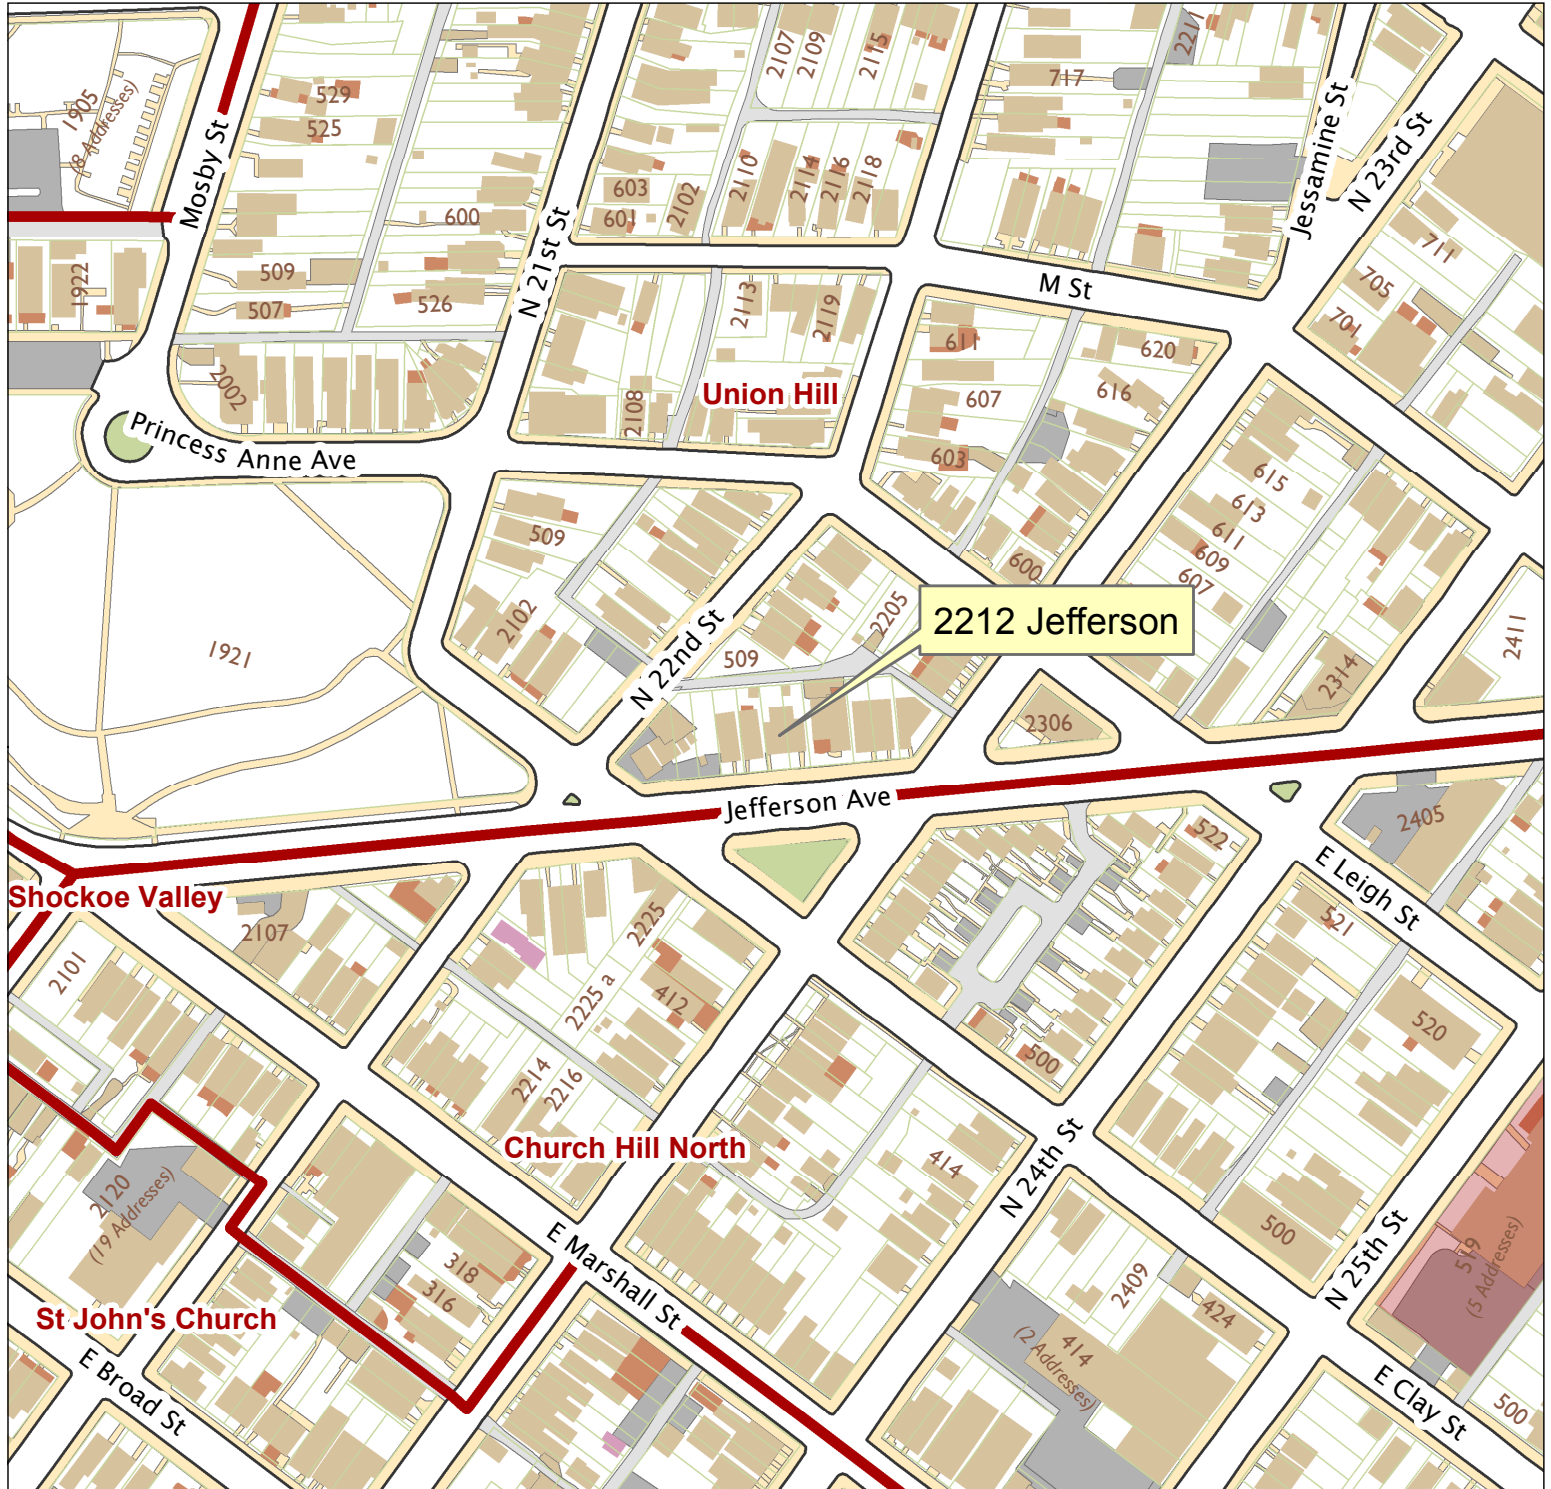 2107
2109
2115
2211
717
529
525
1905
(8 Addresses)
Mosby St
Jessamine St
N 23rd St
2110
2114
2116
2118
603
601
2102
600
N 21st St
711
705
701
1922
509
507
526
M St
2113
2119
611
620
2002
2108
Union Hill
607
616
603
Princess Anne Ave
615
613
611
609
607
509
600
2102
2205
2212 Jefferson
1921
N 22nd St
509
2411
2314
2306
Jefferson Ave
522
2405
E Leigh St
Shockoe Valley
2107
2225
521
2101
2225 a
412
520
2214
2216
500
Church Hill North
414
N 24th St
2120
(19 Addresses)
500
N 25th St
519
(5 Addresses)
E Marshall St
318
316
2409
424
St John's Church
414
(2 Addresses)
E Broad St
E Clay St
500